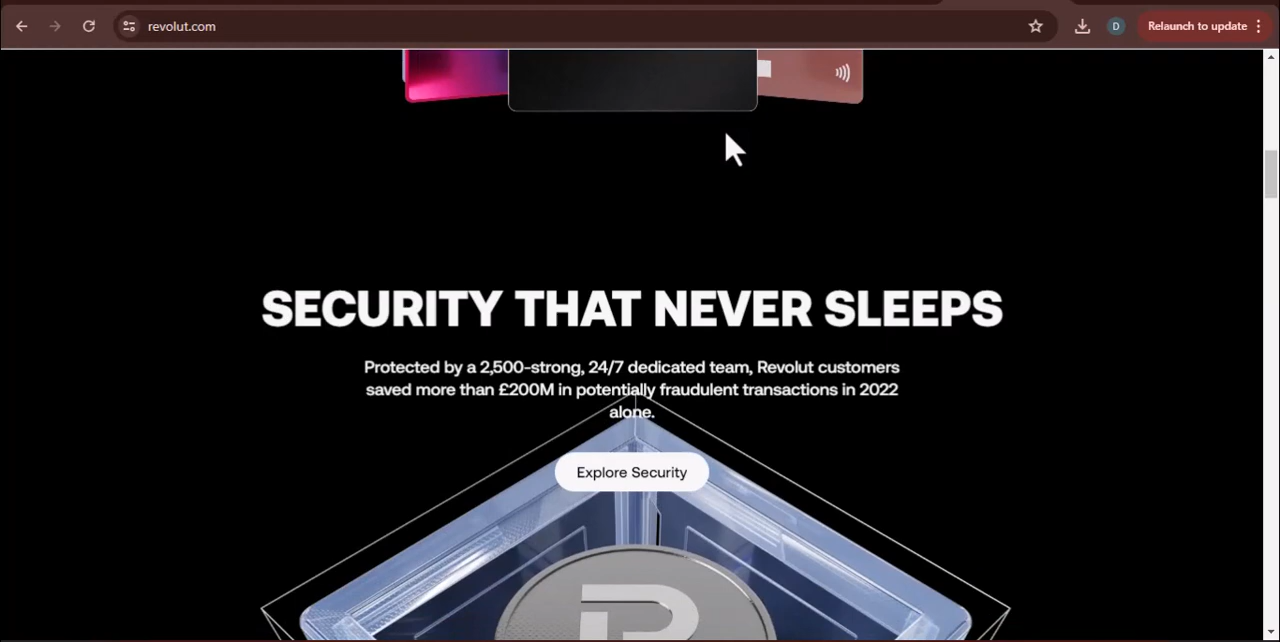 revolut.com
D
Relaunch to update
SECURITY THAT NEVER SLEEPS
Protected by a 2,500-strong, 24/7 dedicated team, Revolut customers
saved more than £200M in potentially fraudulent transactions in 2022
alone.
Explore Security